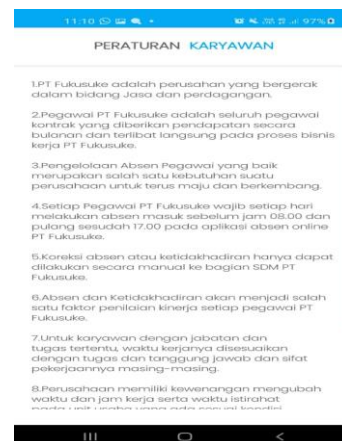 11:10
97%
PERATURAN KARYAWAN
1.PT Fukusuke adalah perusahan yang bergerak
dalam bidang Jasa dan perdagangan.
2.Pegawai PT Fukusuke adalah seluruh pegawai
kontrak yang diberikan pendapatan secara
bulanan dan terlibat langsung pada proses bisnis
kerja PT Fukusuke.
3.Pengelolaan Absen Pegawai yang baik
merupakan salah satu kebutuhan suatu
perusahaan untuk terus maju dan berkembang.
4.Setiap Pegawai PT Fukusuke wajib setiap hari
melakukan absen masuk sebelum jam 08.00 dan
pulang sesudah 17.00 pada aplikasi absen online
PT Fukusuke.
5.Koreksi absen atau ketidakhadiran hanya dapat
dilakukan secara manual ke bagian SDM PT
Fukusuke.
6.Absen dan Ketidakhadiran akan menjadi salah
satu faktor penilaian kinerja setiap pegawai PT
Fukusuke.
7.Untuk karyawan dengan jabatan dan
tugas tertentu, waktu kerjanya disesuaikan
dengan tugas dan tanggung jawab dan sifat
pekerjaannya masing-masing.
8.Perusahaan memiliki kewenangan mengubah
waktu dan jam kerja serta waktu istirahat
pada unit usaha yang ada sesuai kondisi